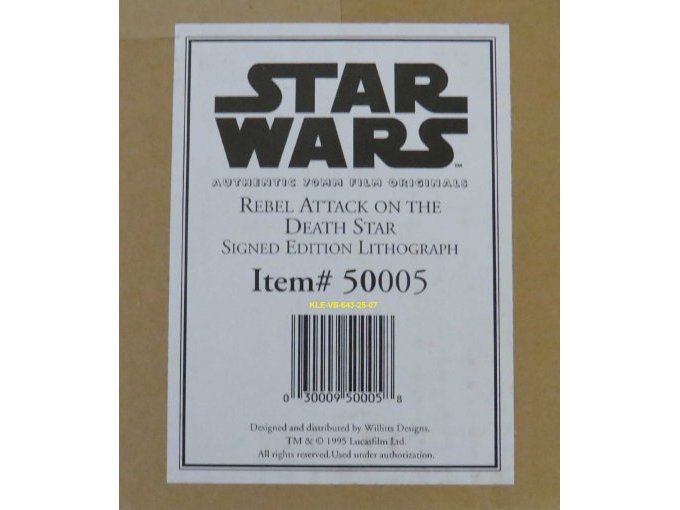 STAR
WARS™
AUTHENTIC 70MM FILM ORIGINALS
REBEL ATTACK ON THE
DEATH STAR
SIGNED EDITION LITHOGRAPH
Item# 50005
KLE-VB-643-25-07
0 30009 50005 8
Designed and distributed by Willitts Designs.
TM & © 1995 Lucasfilm Ltd.
All rights reserved.Used under authorization.